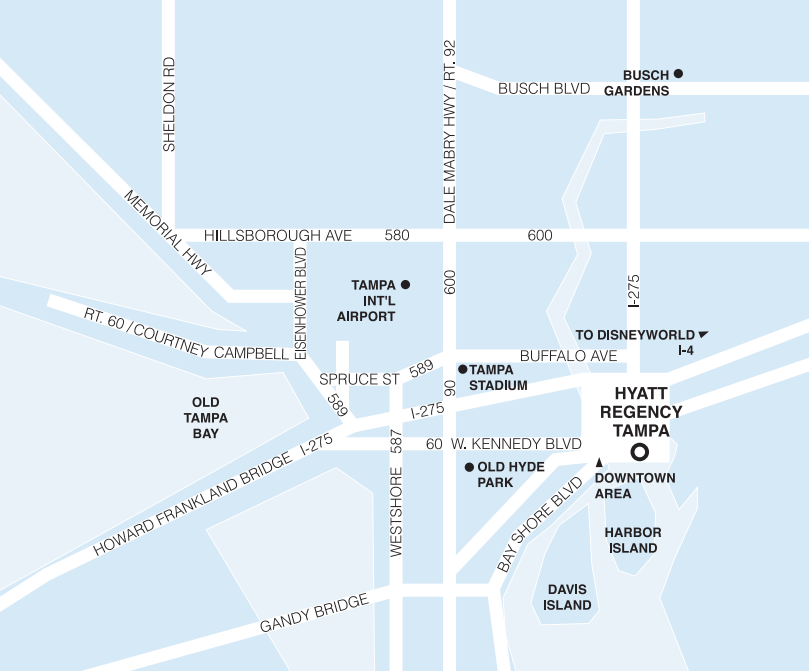 SHELDON RD
DALE MABRY HWY / RT. 92
BUSCH
GARDENS
BUSCH BLVD
MEMORIAL HWY
HILLSBOROUGH AVE 580 600
EISENHOWER BLVD
TAMPA
INT'L
AIRPORT
600
I-275
RT. 60 / COURTNEY CAMPBELL
TO DISNEYWORLD
I-4
BUFFALO AVE
SPRUCE ST 589
TAMPA
STADIUM
90
589
I-275
HYATT
REGENCY
TAMPA
OLD
TAMPA
BAY
60 W. KENNEDY BLVD
HOWARD FRANKLAND BRIDGE I-275
WESTSHORE 587
OLD HYDE
PARK
DOWNTOWN
AREA
BAY SHORE BLVD
HARBOR
ISLAND
DAVIS
ISLAND
GANDY BRIDGE